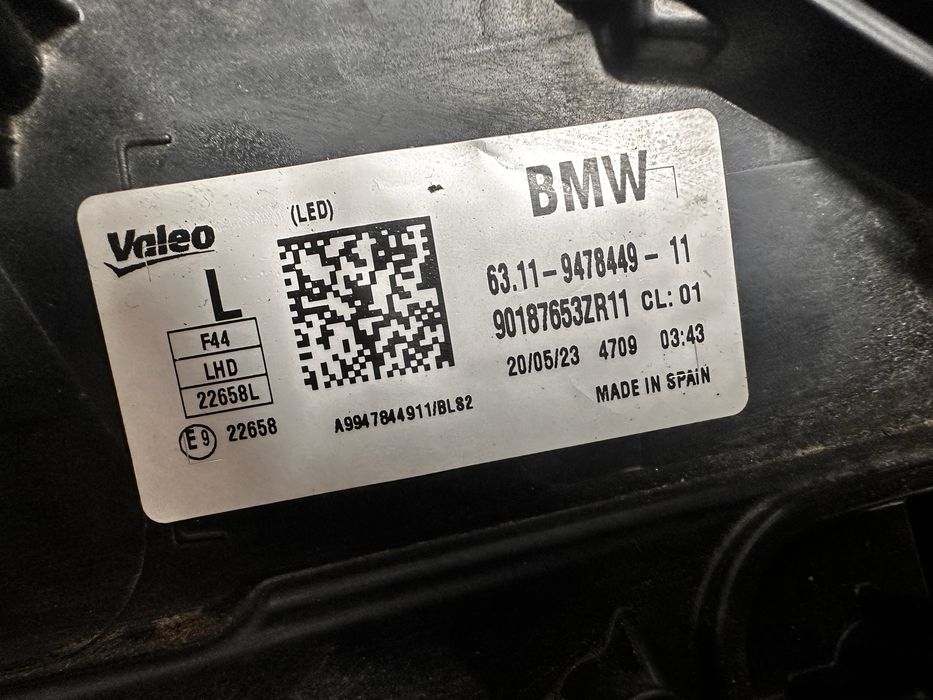 Valeo
(LED)
BMW
L
F44
LHD
22658L
E9 22658
A9947844911/BL82
63.11-9478449-11
90187653ZR11 CL: 01
20/05/23 4709 03:43
MADE IN SPAIN